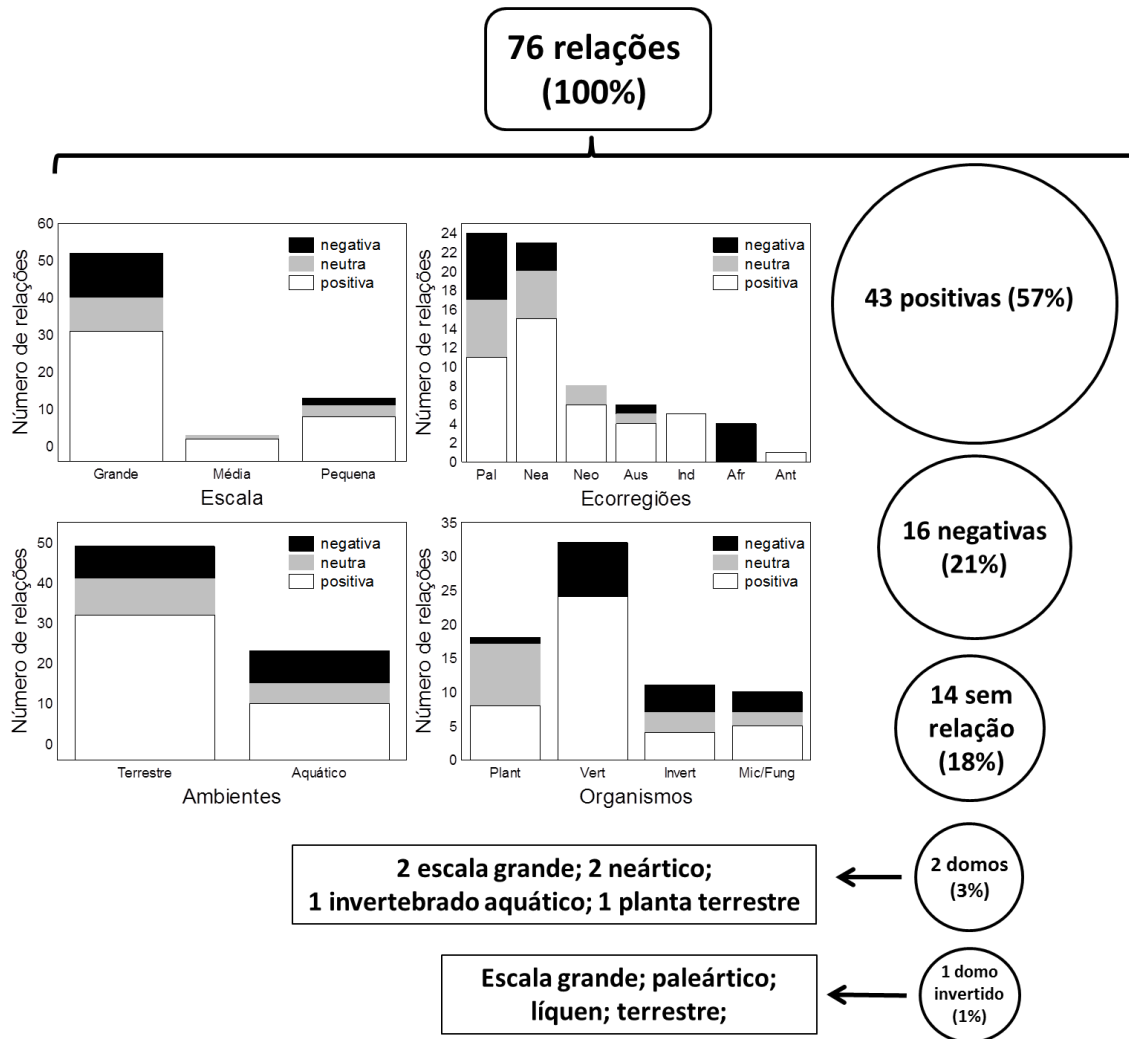 76 relações
(100%)
Número de relações
60
50
40
30
20
10
0
negativa
neutra
positiva
Grande
Média
Pequena
Escala
Número de relações
24
22
20
18
16
14
12
10
8
6
4
2
0
negativa
neutra
positiva
Pal
Nea
Neo
Aus
Ind
Afr
Ant
Ecorregiões
43 positivas (57%)
Número de relações
50
40
30
20
10
0
negativa
neutra
positiva
Terrestre
Aquático
Ambientes
Número de relações
35
30
25
20
15
10
5
0
negativa
neutra
positiva
Plant
Vert
Invert
Mic/Fung
Organismos
16 negativas
(21%)
14 sem
relação
(18%)
2 escala grande; 2 neártico;
1 invertebrado aquático; 1 planta terrestre
2 domos
(3%)
Escala grande; paleártico;
líquen; terrestre;
1 domo
invertido
(1%)